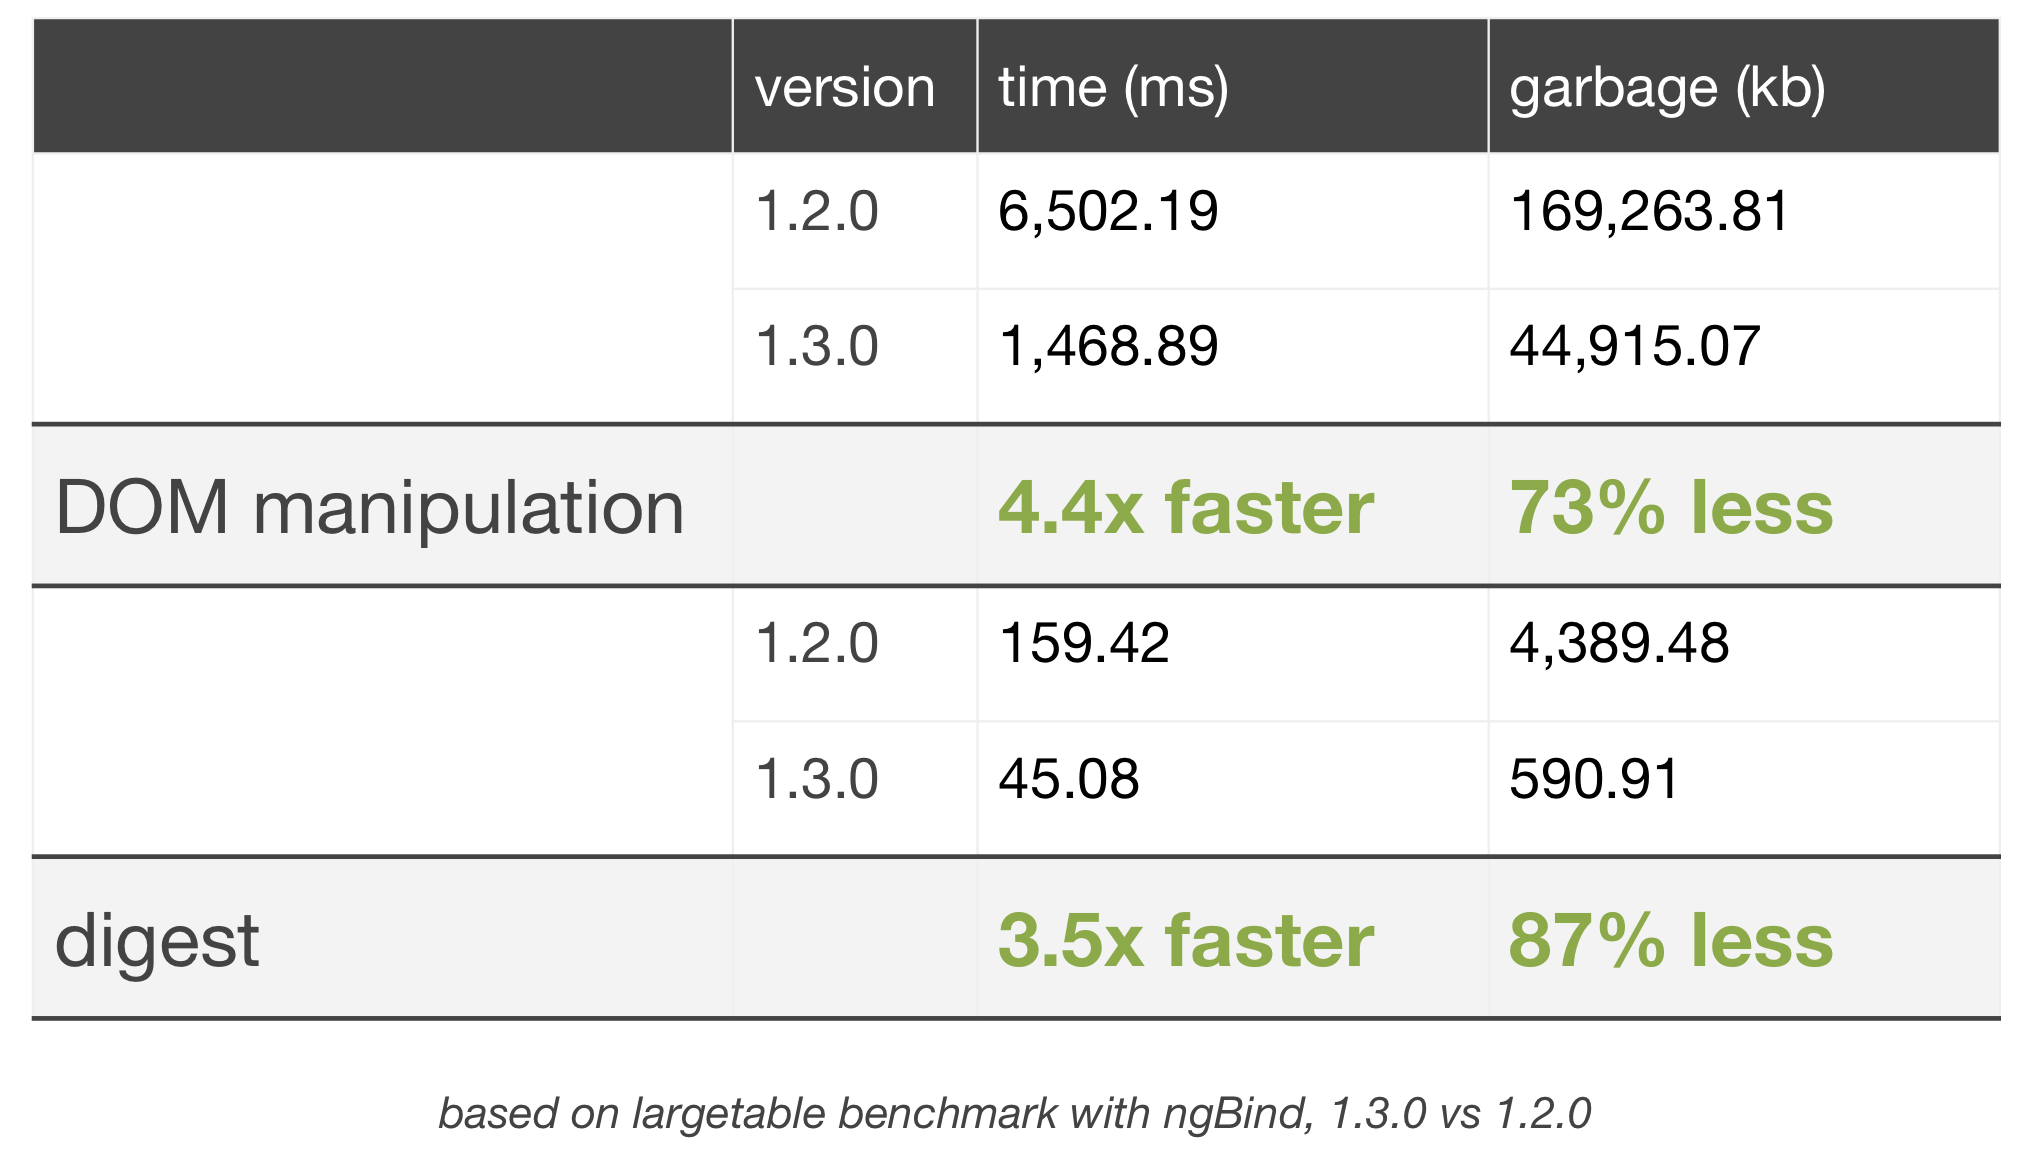 version time (ms) garbage (kb)
1.2.0 6,502.19 169,263.81
1.3.0 1,468.89 44,915.07
DOM manipulation 4.4x faster 73% less
1.2.0 159.42 4,389.48
1.3.0 45.08 590.91
digest 3.5x faster 87% less
based on largetable benchmark with ngBind, 1.3.0 vs 1.2.0